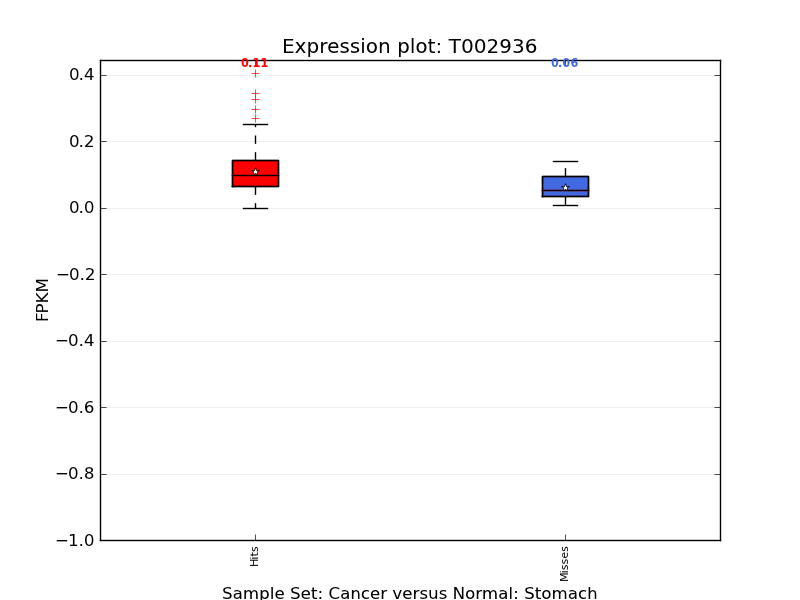 Expression plot: T002936
0.11
0.06
0.4
0.2
0.0
−0.2
−0.4
−0.6
−0.8
−1.0
FPKM
Hits
Misses
Sample Set: Cancer versus Normal: Stomach